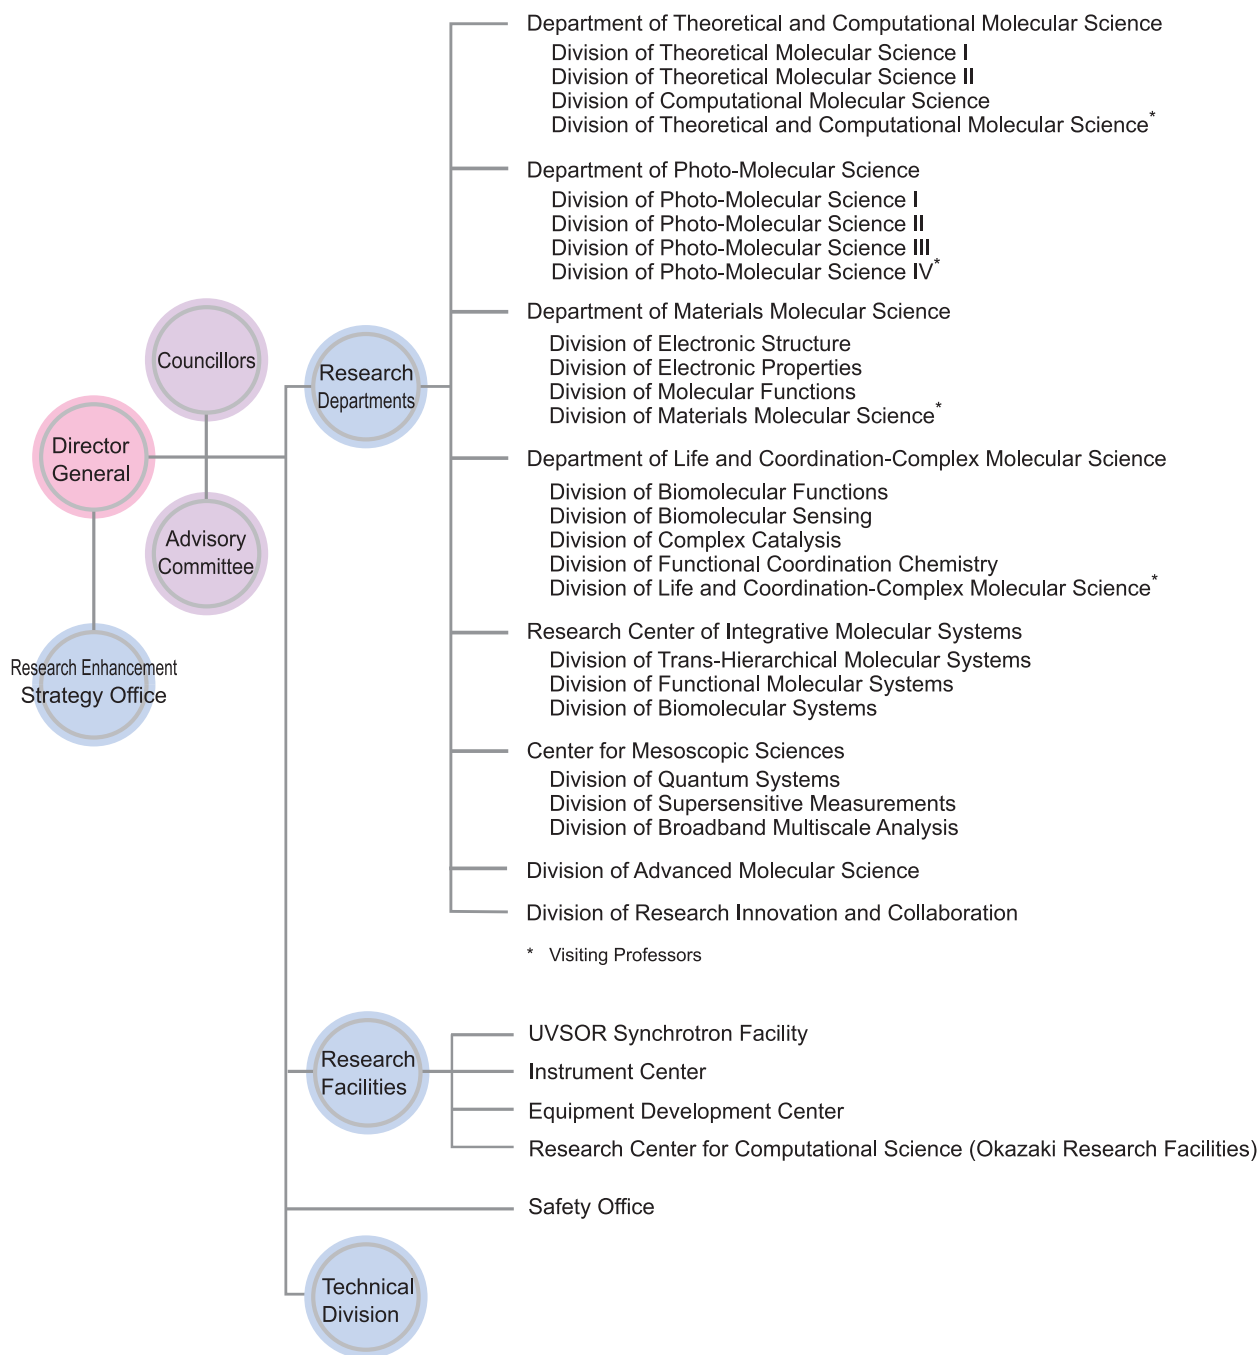 Director
General
Councillors
Advisory
Committee
Research Enhancement
Strategy Office
Research
Departments
Department of Theoretical and Computational Molecular Science
Division of Theoretical Molecular Science I
Division of Theoretical Molecular Science II
Division of Computational Molecular Science
Division of Theoretical and Computational Molecular Science*
Department of Photo-Molecular Science
Division of Photo-Molecular Science I
Division of Photo-Molecular Science II
Division of Photo-Molecular Science III
Division of Photo-Molecular Science IV*
Department of Materials Molecular Science
Division of Electronic Structure
Division of Electronic Properties
Division of Molecular Functions
Division of Materials Molecular Science*
Department of Life and Coordination-Complex Molecular Science
Division of Biomolecular Functions
Division of Biomolecular Sensing
Division of Complex Catalysis
Division of Functional Coordination Chemistry
Division of Life and Coordination-Complex Molecular Science*
Research Center of Integrative Molecular Systems
Division of Trans-Hierarchical Molecular Systems
Division of Functional Molecular Systems
Division of Biomolecular Systems
Center for Mesoscopic Sciences
Division of Quantum Systems
Division of Supersensitive Measurements
Division of Broadband Multiscale Analysis
Division of Advanced Molecular Science
Division of Research Innovation and Collaboration
* Visiting Professors
Research
Facilities
UVSOR Synchrotron Facility
Instrument Center
Equipment Development Center
Research Center for Computational Science (Okazaki Research Facilities)
Safety Office
Technical
Division